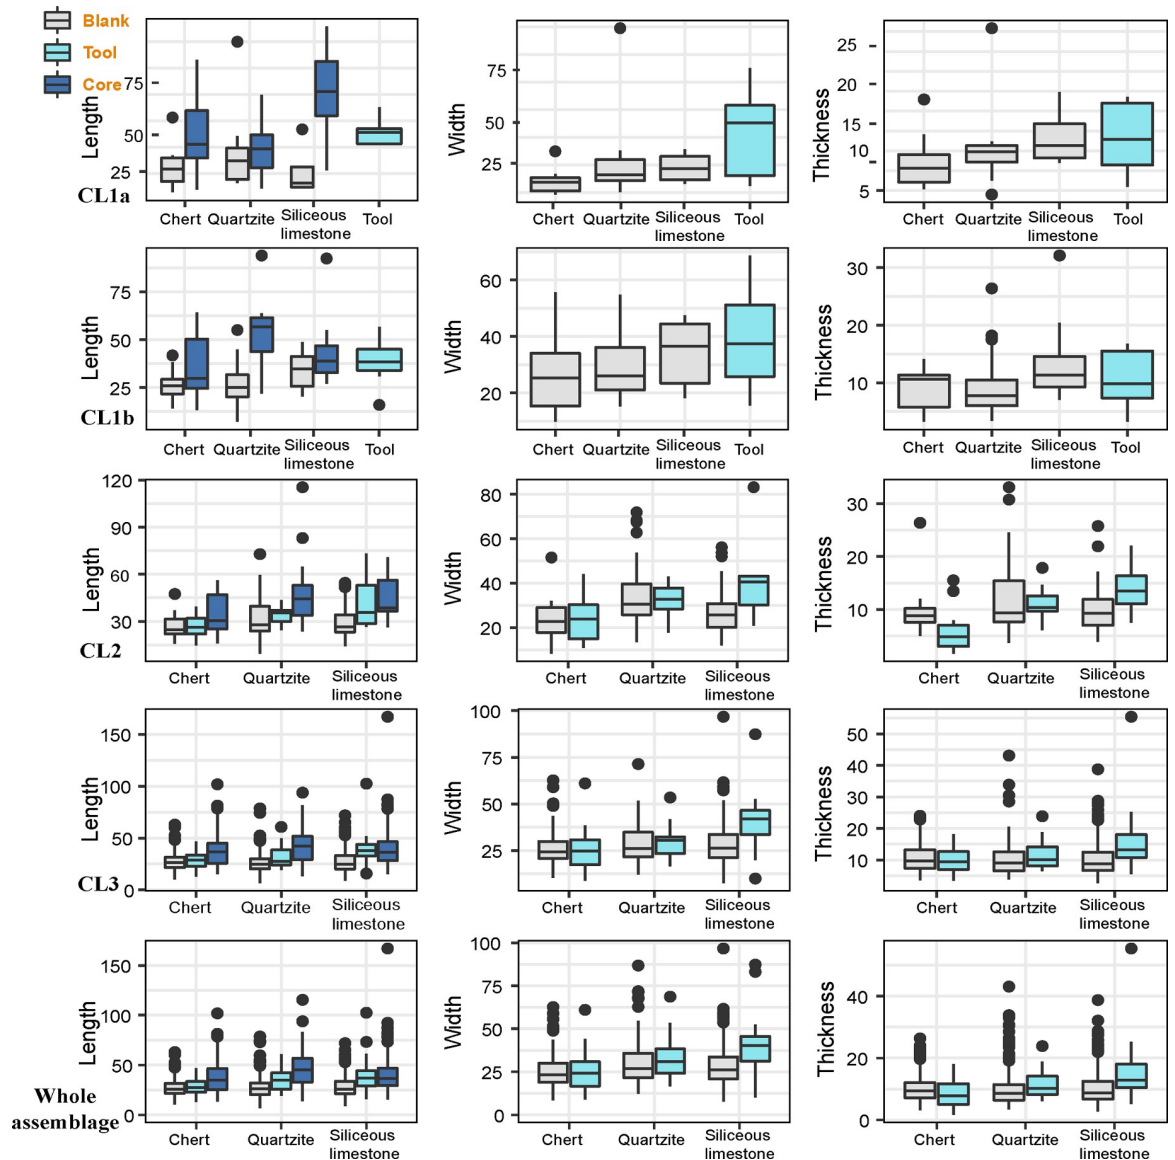 Blank
Tool
Core
Length
75
50
25
CL1a
Chert
Quartzite
Siliceous
limestone
Tool
Width
75
50
25
Chert
Quartzite
Siliceous
limestone
Tool
Thickness
25
20
15
10
5
Chert
Quartzite
Siliceous
limestone
Tool
Length
75
50
25
CL1b
Chert
Quartzite
Siliceous
limestone
Tool
Width
60
40
20
Chert
Quartzite
Siliceous
limestone
Tool
Thickness
30
20
10
Chert
Quartzite
Siliceous
limestone
Tool
Length
120
90
60
30
CL2
Chert
Quartzite
Siliceous
limestone
Width
80
60
40
20
Chert
Quartzite
Siliceous
limestone
Thickness
30
20
10
Chert
Quartzite
Siliceous
limestone
Length
150
100
50
0
CL3
Chert
Quartzite
Siliceous
limestone
Width
100
75
50
25
Chert
Quartzite
Siliceous
limestone
Thickness
50
40
30
20
10
Chert
Quartzite
Siliceous
limestone
Length
150
100
50
0
Whole
assemblage
Chert
Quartzite
Siliceous
limestone
Width
100
75
50
25
0
Chert
Quartzite
Siliceous
limestone
Thickness
40
20
0
Chert
Quartzite
Siliceous
limestone